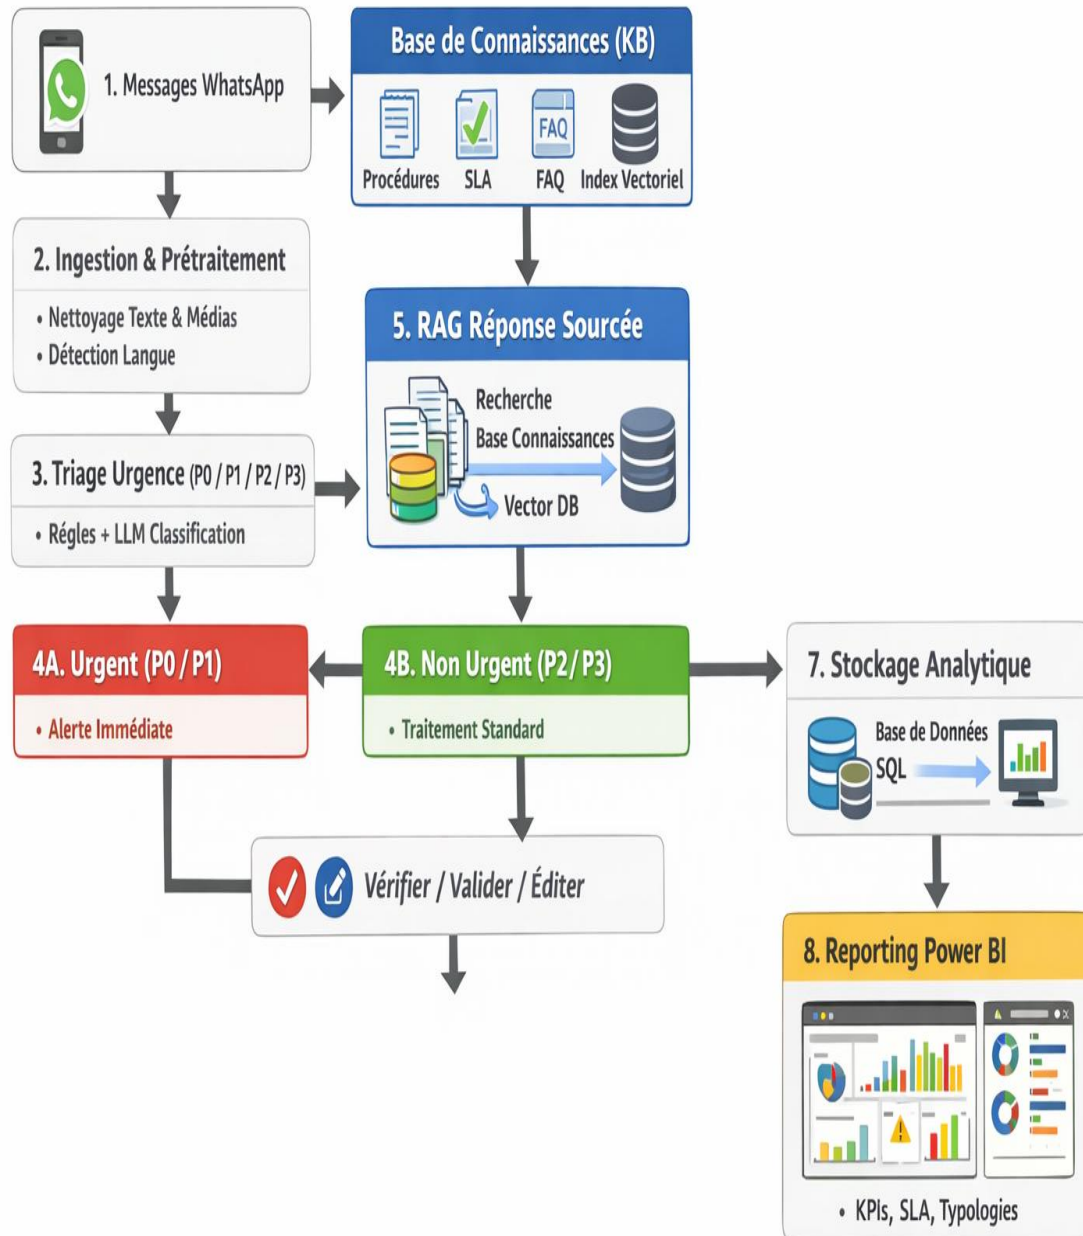 1. Messages WhatsApp
Base de Connaissances (KB)
Procédures
SLA
FAQ
FAQ
Index Vectoriel
2. Ingestion & Prétraitement
• Nettoyage Texte & Médias
• Détection Langue
5. RAG Réponse Sourcée
Recherche
Base Connaissances
Vector DB
3. Triage Urgence (P0 / P1 / P2 / P3)
• Régles + LLM Classification
4A. Urgent (P0 / P1)
• Alerte Immédiate
4B. Non Urgent (P2 / P3)
• Traitement Standard
7. Stockage Analytique
Base de Données
SQL
Vérifier / Valider / Éditer
8. Reporting Power BI
• KPIs, SLA, Typologies